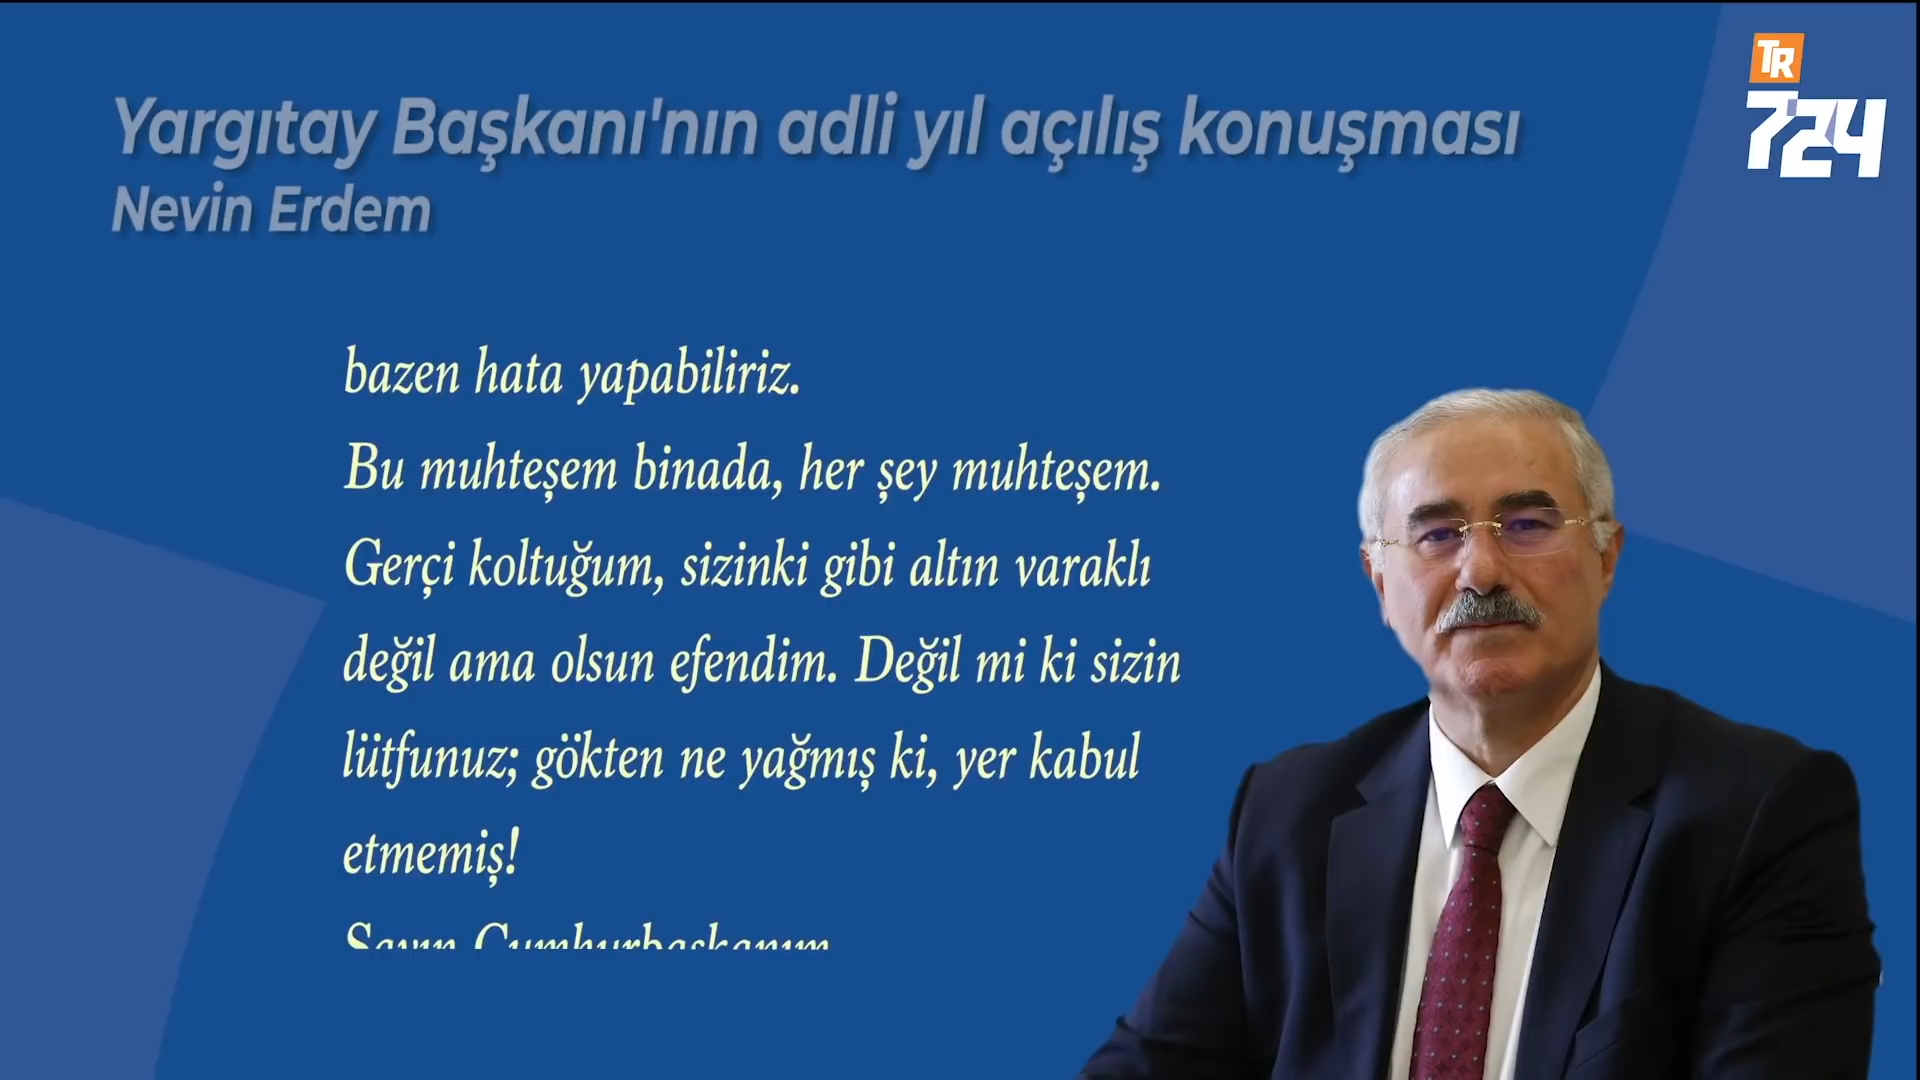 TR
724
Yargıtay Başkanı'nın adli yıl açılış konuşması
Nevin Erdem
bazen hata yapabiliriz.
Bu muhteşem binada, her şey muhteşem.
Gerçi koltuğum, sizinki gibi altın varaklı
değil ama olsun efendim. Değil mi ki sizin
lütfunuz; gökten ne yağmış ki, yer kabul
etmemiş!
Sayın Cumhurbaşkanım